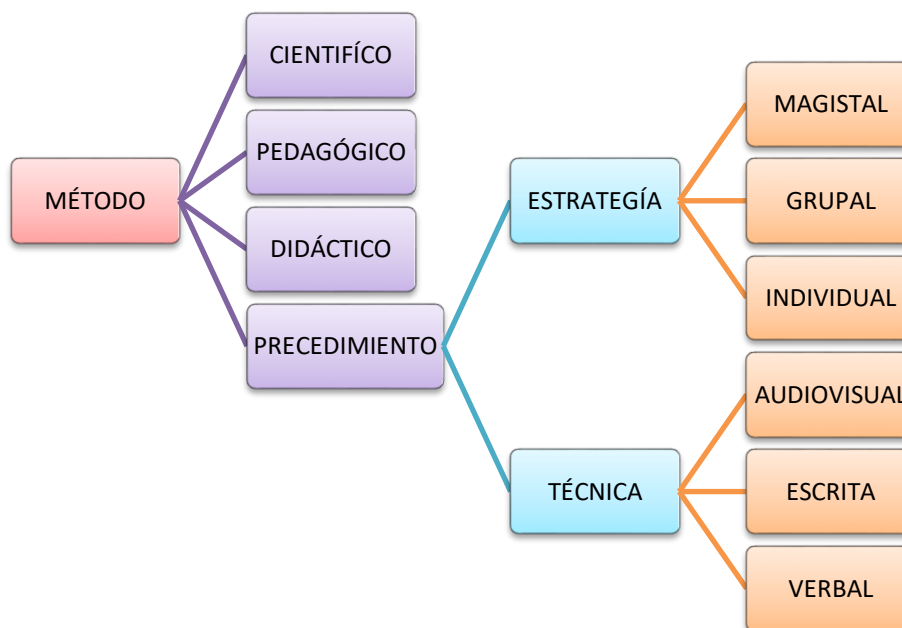 MÉTODO
CIENTIFÍCO
PEDAGÓGICO
DIDÁCTICO
PRECEDIMIENTO
ESTRATEGÍA
MAGISTAL
GRUPAL
INDIVIDUAL
TÉCNICA
AUDIOVISUAL
ESCRITA
VERBAL